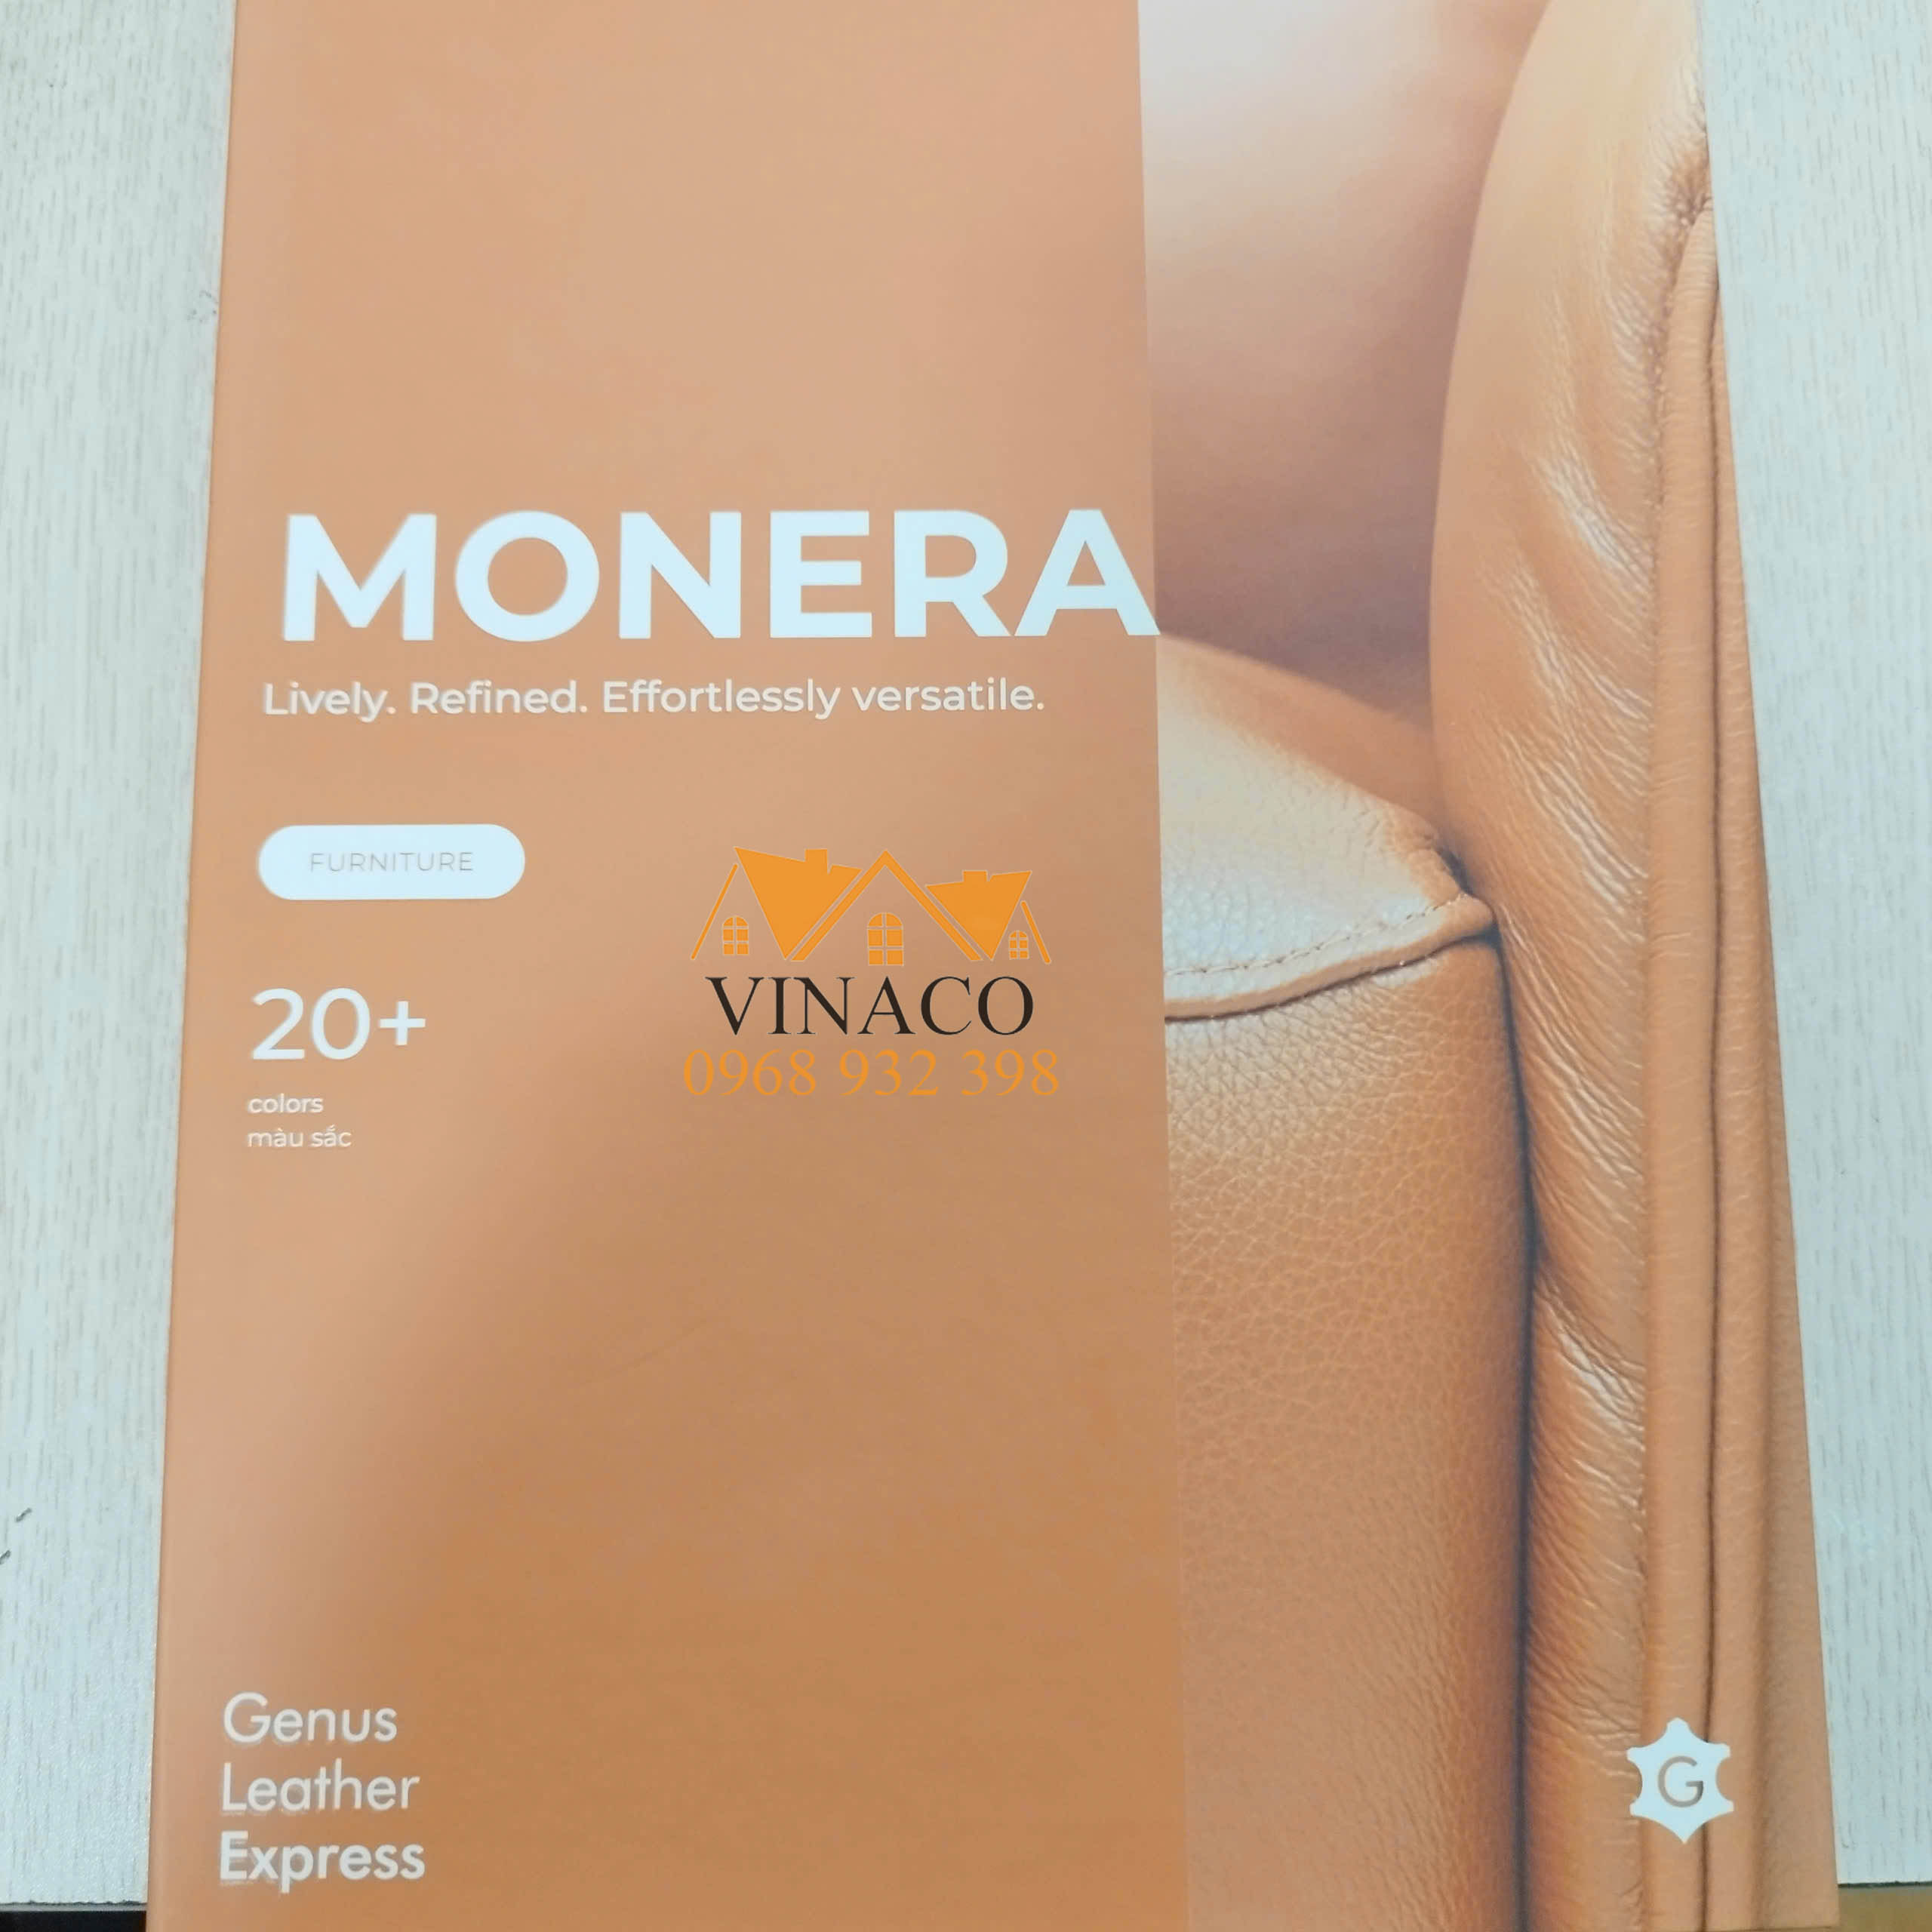 MONERA
Lively. Refined. Effortlessly versatile.
FURNITURE
VINACO
0968 932 398
20+
colors
màu sắc
Genus
Leather
Express
G